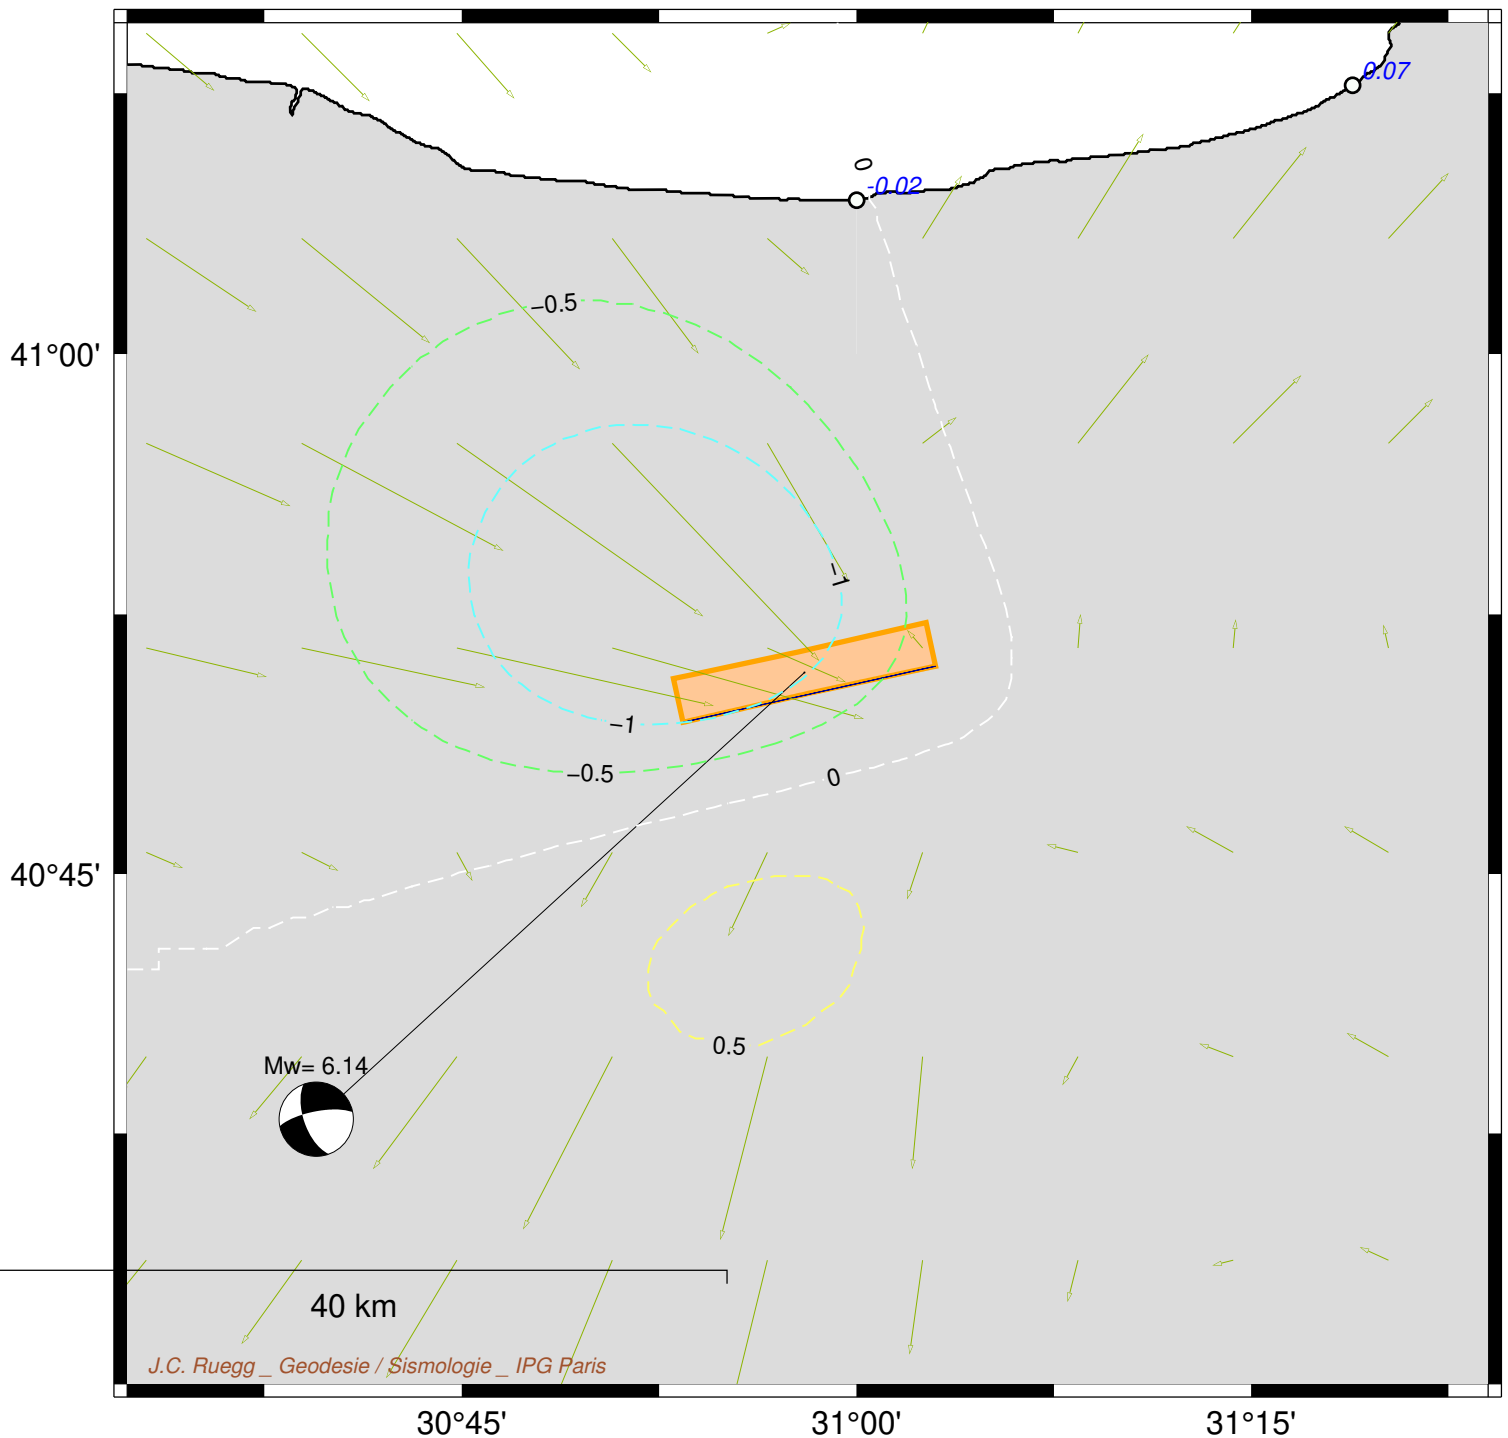 0.07
0
-0.02
−0.5
41°00'
−1
−1
−0.5
0
40°45'
0.5
Mw= 6.14
40 km
J.C. Ruegg _ Geodesie / Sismologie _ IPG Paris
30°45' 31°00' 31°15'